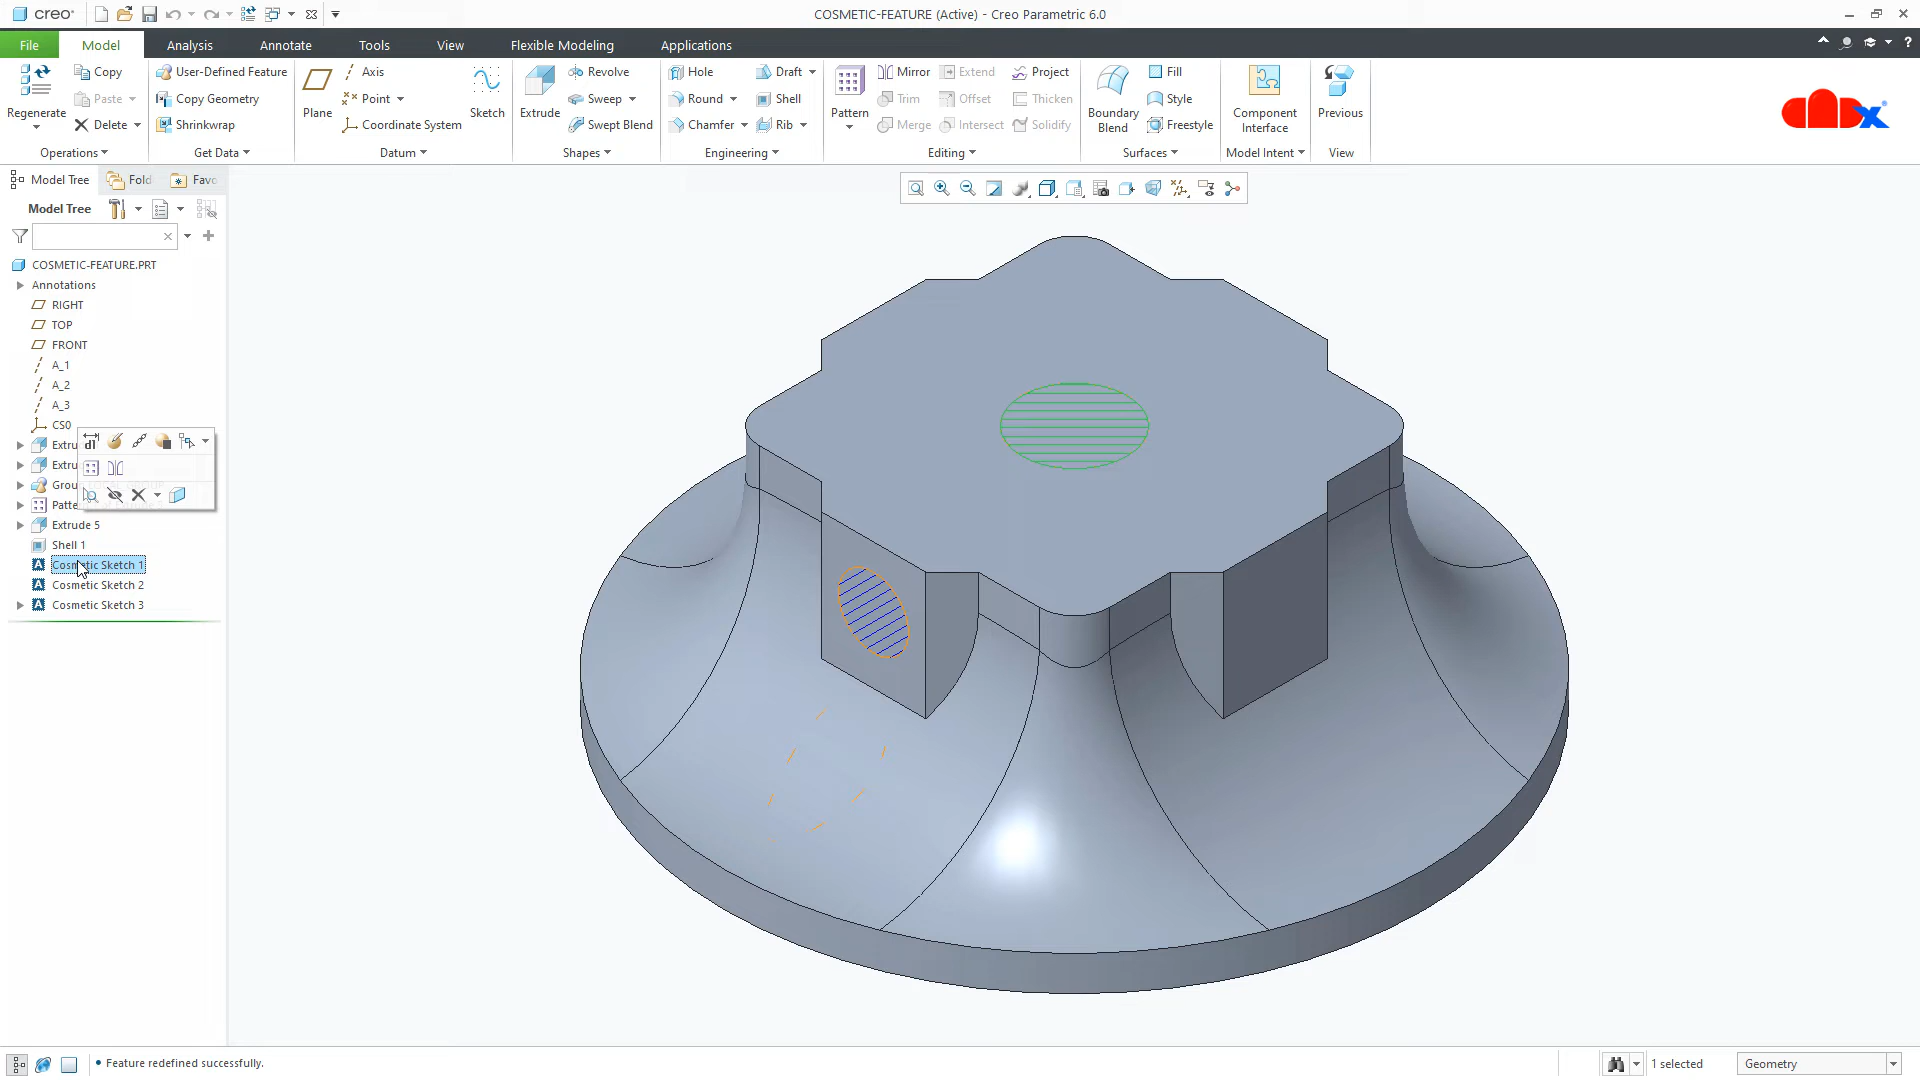 creo
COSMETIC-FEATURE (Active) - Creo Parametric 6.0
File Model Analysis Annotate Tools View Flexible Modeling Applications
Regenerate
Copy
Paste
Delete
Operations
User-Defined Feature
Copy Geometry
Shrinkwrap
Get Data
Plane
Axis
Point
Coordinate System
Sketch
Datum
Extrude
Revolve
Sweep
Swept Blend
Shapes
Hole
Round
Chamfer
Draft
Shell
Rib
Engineering
Pattern
Mirror
Trim
Merge
Extend
Offset
Intersect
Project
Thicken
Solidify
Editing
Boundary
Blend
Fill
Style
Freestyle
Surfaces
Component
Interface
Model Intent
Previous
View
Model Tree Fold Favo
Model Tree
COSMETIC-FEATURE.PRT
Annotations
RIGHT
TOP
FRONT
A_1
A_2
A_3
CS0
Extru
Extru
Grou
Patte
Extrude 5
Shell 1
Cosmetic Sketch 1
Cosmetic Sketch 2
Cosmetic Sketch 3
Feature redefined successfully.
1 selected
Geometry